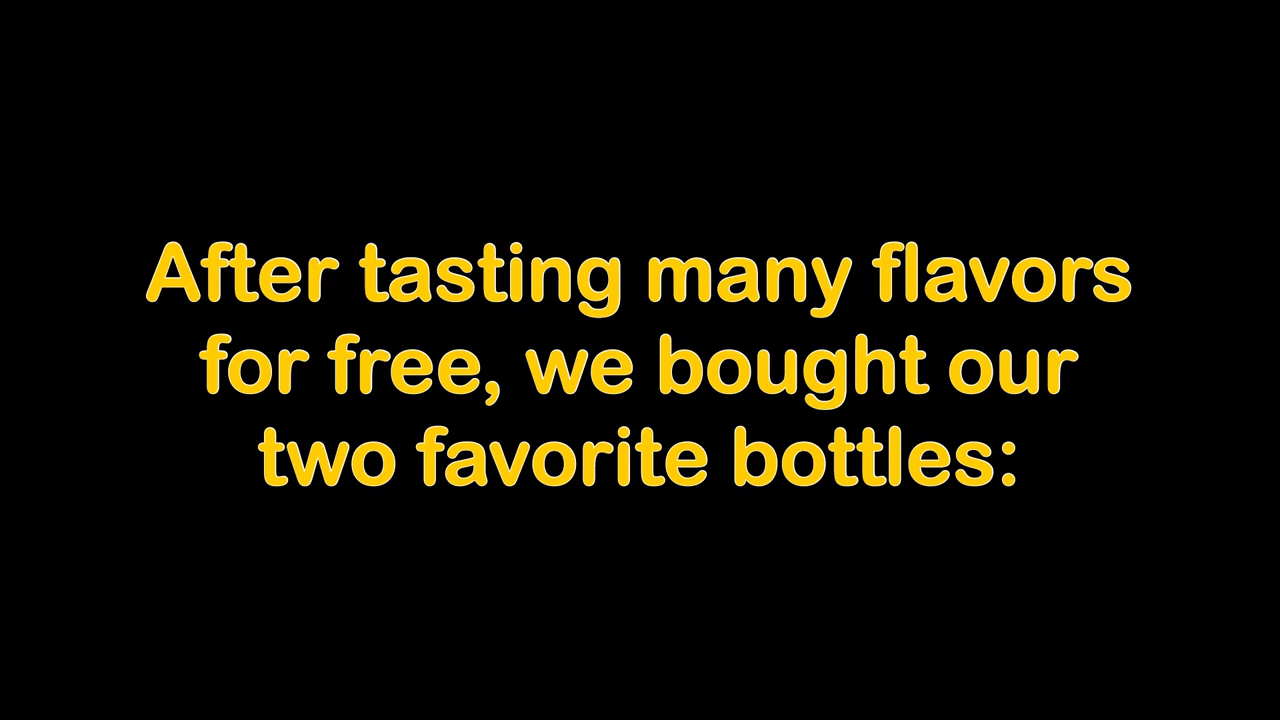 After tasting many flavors
for free, we bought our
two favorite bottles: